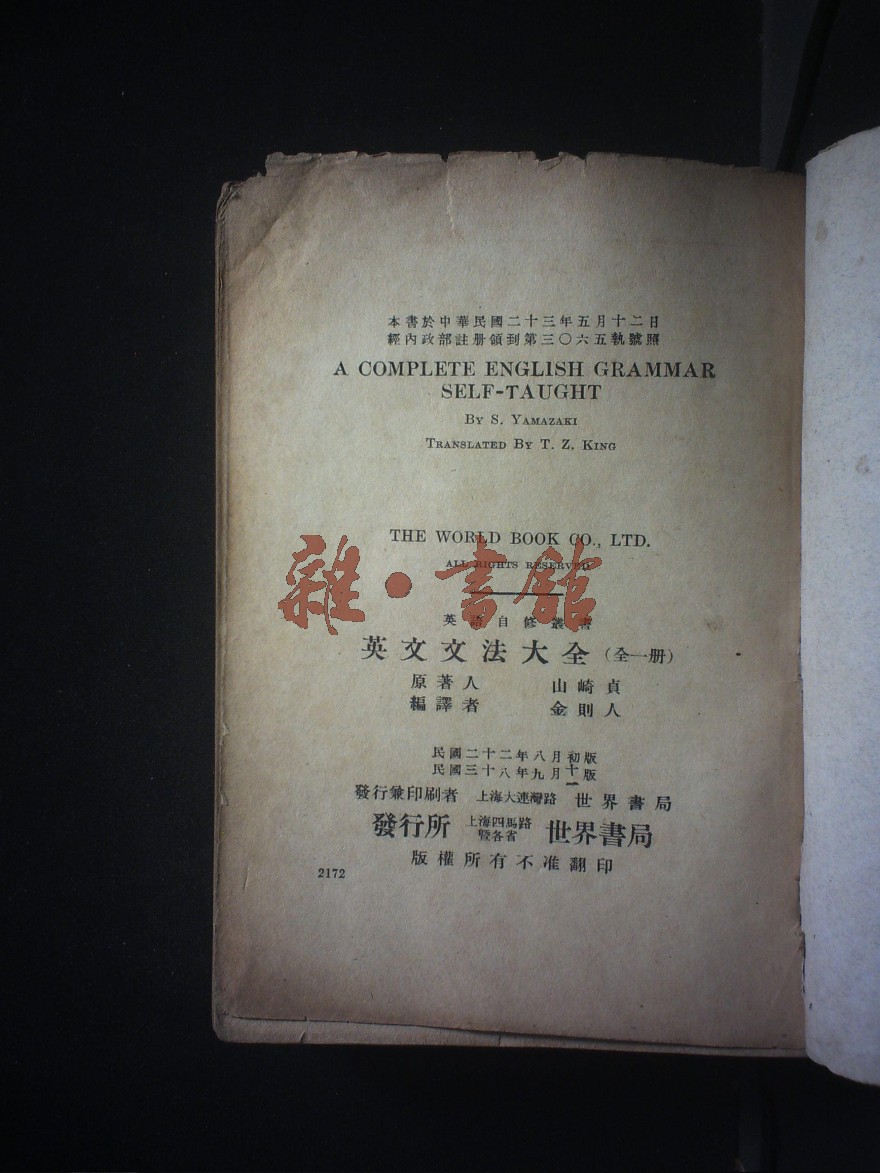 本書於中華民國二十三年五月十二日
經內政部註册領到第三〇六五執號照
A COMPLETE ENGLISH GRAMMAR
SELF-TAUGHT
BY S. YAMAZAKI
TRANSLATED BY T. Z. KING
THE WORLD BOOK CO., LTD.
ALL RIGHTS RESERVED
雜·書館
英語自修叢書
英文文法大全(全一册)
原著人 山崎貞
編譯者 金則人
民國二十二年八月初版
民國三十八年九月十一版
發行兼印刷者 上海大連灣路 世界書局
發行所 上海四馬路暨各省 世界書局
版權所有不准翻印
2172